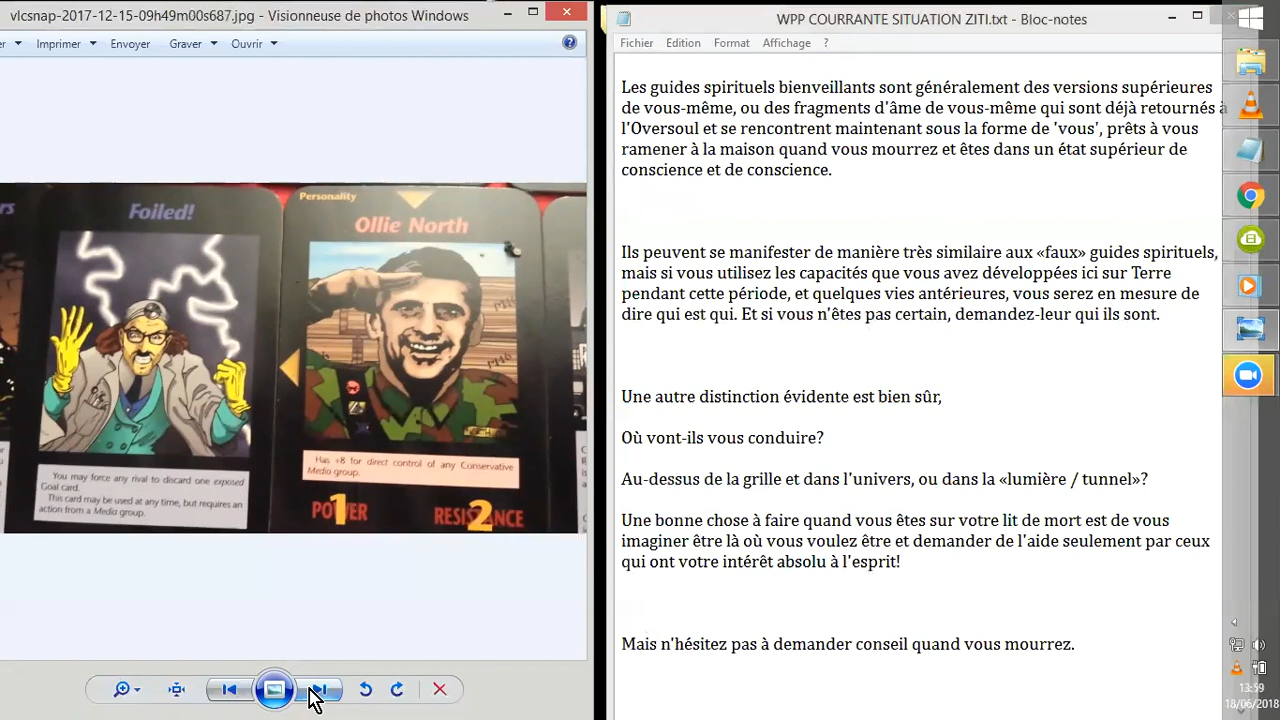 vlcsnap-2017-12-15-09h49m00s687.jpg - Visionneuse de photos Windows
Imprimer
Envoyer
Graver
Ouvrir
?
Foiled!
You may force any rival to discard one exposed
Goal card.
This card may be used at any time, but requires an
action from a Media group.
Personality
Ollie North
Has +8 for direct control of any Conservative
Media group.
POWER
1
RESISTANCE
2
WPP COURRANTE SITUATION ZITI.txt - Bloc-notes
Fichier Edition Format Affichage ?
Les guides spirituels bienveillants sont généralement des versions supérieures
de vous-même, ou des fragments d'âme de vous-même qui sont déjà retournés à
l'Oversoul et se rencontrent maintenant sous la forme de 'vous', prêts à vous
ramener à la maison quand vous mourrez et êtes dans un état supérieur de
conscience et de conscience.
Ils peuvent se manifester de manière très similaire aux «faux» guides spirituels,
mais si vous utilisez les capacités que vous avez développées ici sur Terre
pendant cette période, et quelques vies antérieures, vous serez en mesure de
dire qui est qui. Et si vous n'êtes pas certain, demandez-leur qui ils sont.
Une autre distinction évidente est bien sûr,
Où vont-ils vous conduire?
Au-dessus de la grille et dans l'univers, ou dans la «lumière / tunnel»?
Une bonne chose à faire quand vous êtes sur votre lit de mort est de vous
imaginer être là où vous voulez être et demander de l'aide seulement par ceux
qui ont votre intérêt absolu à l'esprit!
Mais n'hésitez pas à demander conseil quand vous mourrez.
13:59
18/06/2018